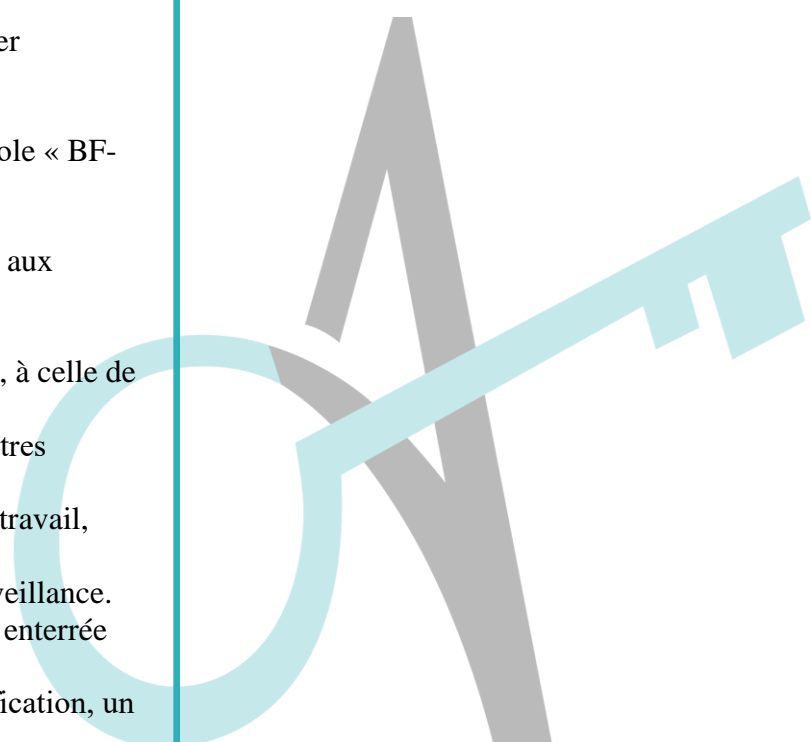 er
ole « BF-
aux
, à celle de
tres
travail,
veillance.
enterrée
fication, un